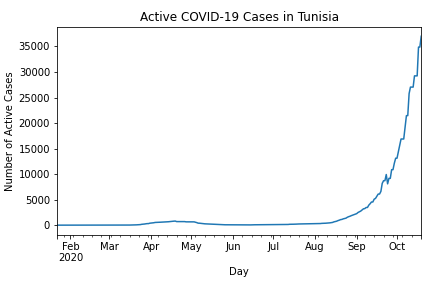 Active COVID-19 Cases in Tunisia
Number of Active Cases
35000
30000
25000
20000
15000
10000
5000
0
Feb Mar Apr May Jun Jul Aug Sep Oct
2020
Day